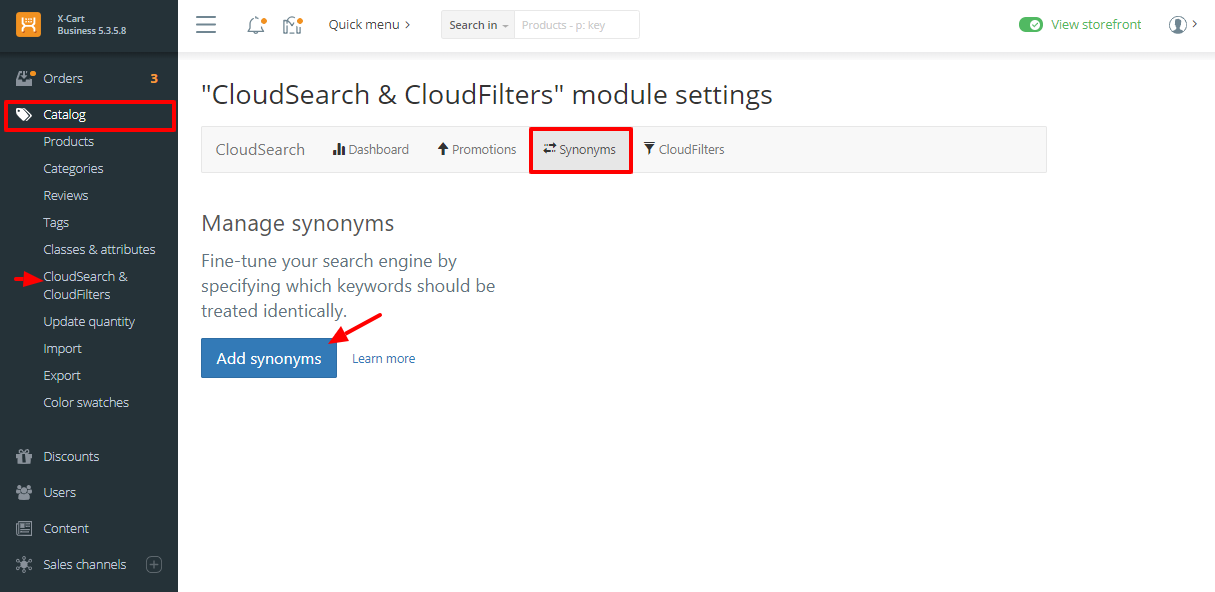 X-Cart
Business 5.3.5.8
Quick menu
Search in
Products - p: key
View storefront
Orders 3
Catalog
Products
Categories
Reviews
Tags
Classes & attributes
CloudSearch &
CloudFilters
Update quantity
Import
Export
Color swatches
Discounts
Users
Content
Sales channels
"CloudSearch & CloudFilters" module settings
CloudSearch Dashboard Promotions Synonyms CloudFilters
Manage synonyms
Fine-tune your search engine by
specifying which keywords should be
treated identically.
Add synonyms Learn more